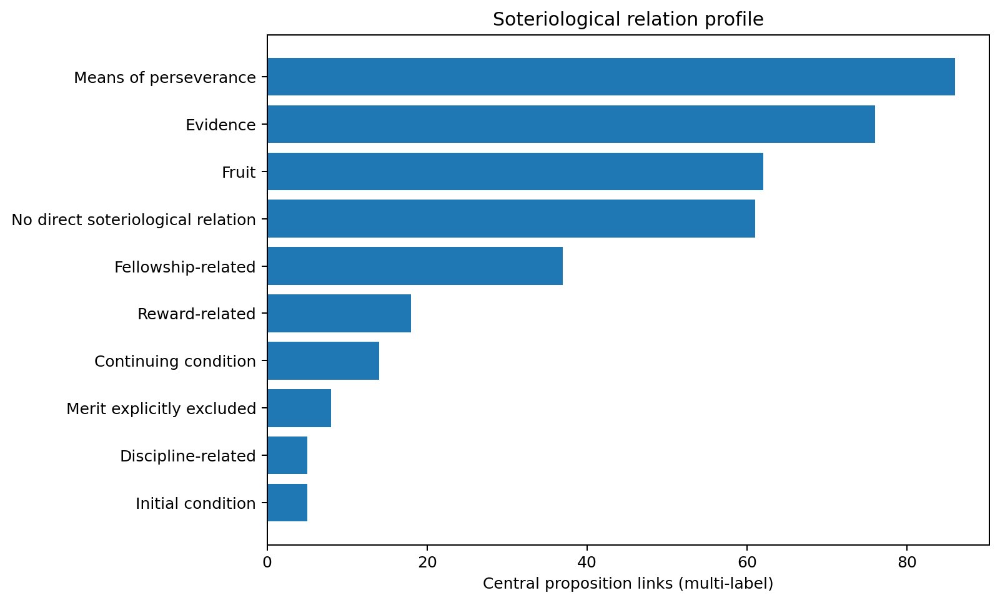 Soteriological relation profile
Means of perseverance
Evidence
Fruit
No direct soteriological relation
Fellowship-related
Reward-related
Continuing condition
Merit explicitly excluded
Discipline-related
Initial condition
0 20 40 60 80
Central proposition links (multi-label)